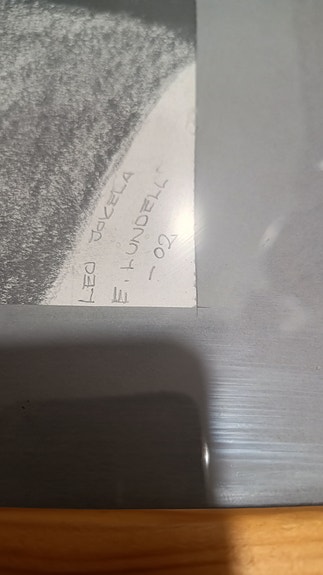 LEO JOKELA
E. LUNDELL
- 02